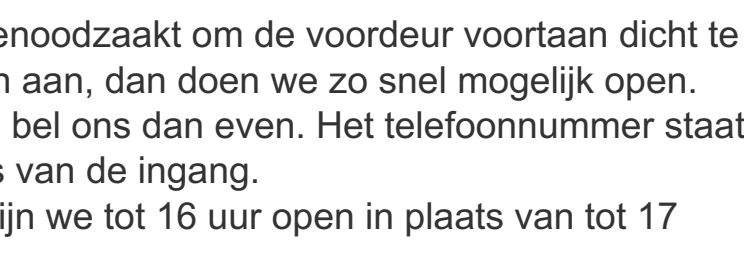 enoodzaakt om de voordeur voortaan dicht te
n aan, dan doen we zo snel mogelijk open.
bel ons dan even. Het telefoonnummer staat
s van de ingang.
ijn we tot 16 uur open in plaats van tot 17